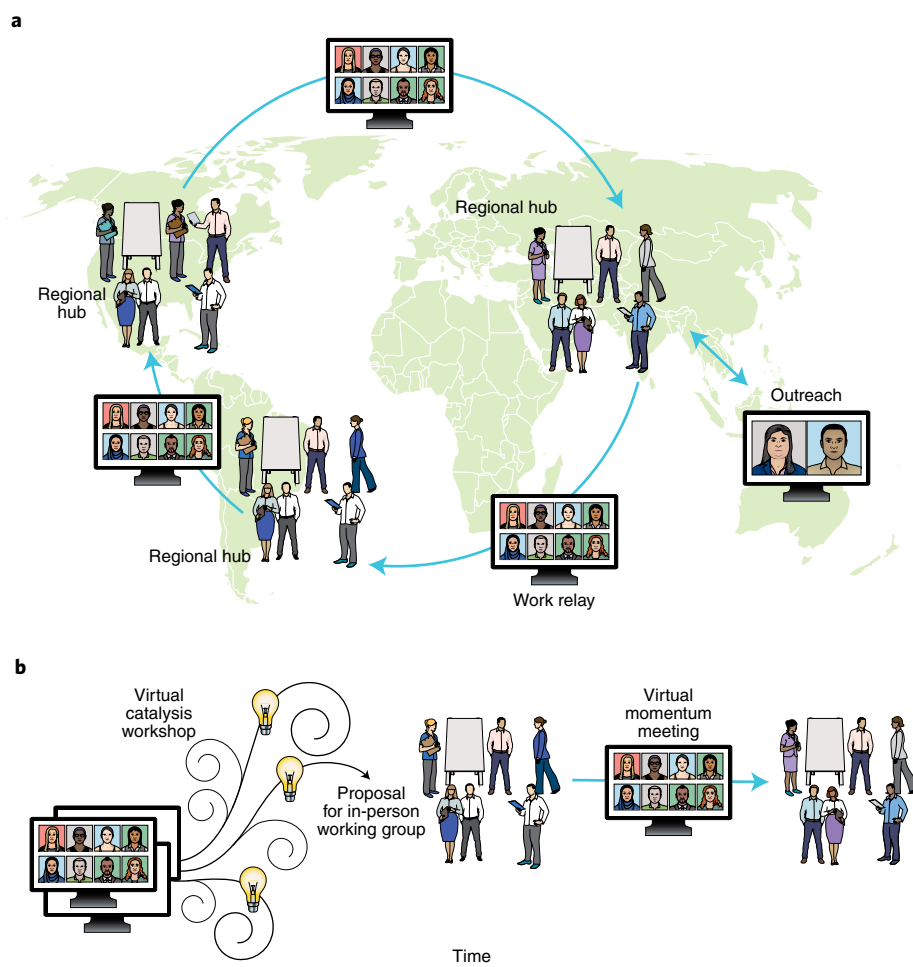 a
Regional hub
Regional
hub
Outreach
Regional hub
Work relay
b
Virtual
catalysis
workshop
Virtual
momentum
meeting
Proposal
for in-person
working group
Time